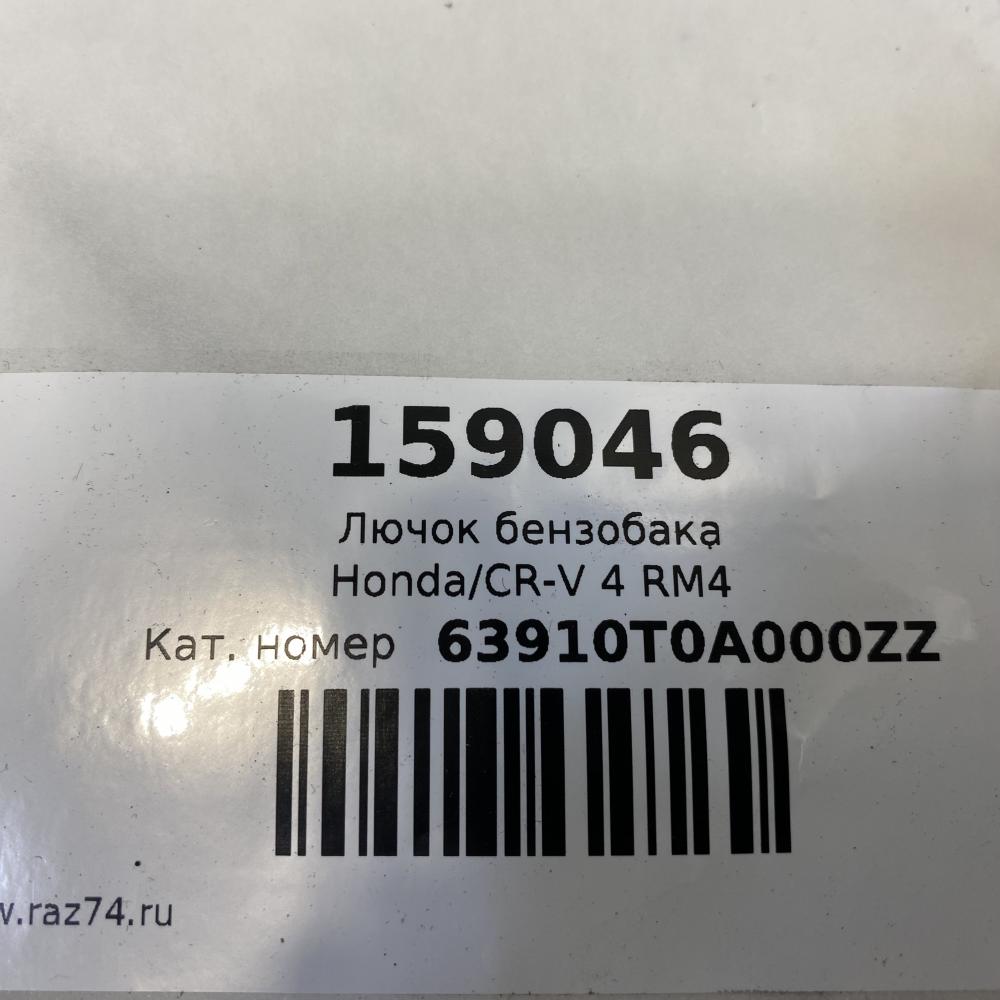 159046
Лючок бензобака
Honda/CR-V 4 RM4
Кат. номер 63910T0A000ZZ
w.raz74.ru